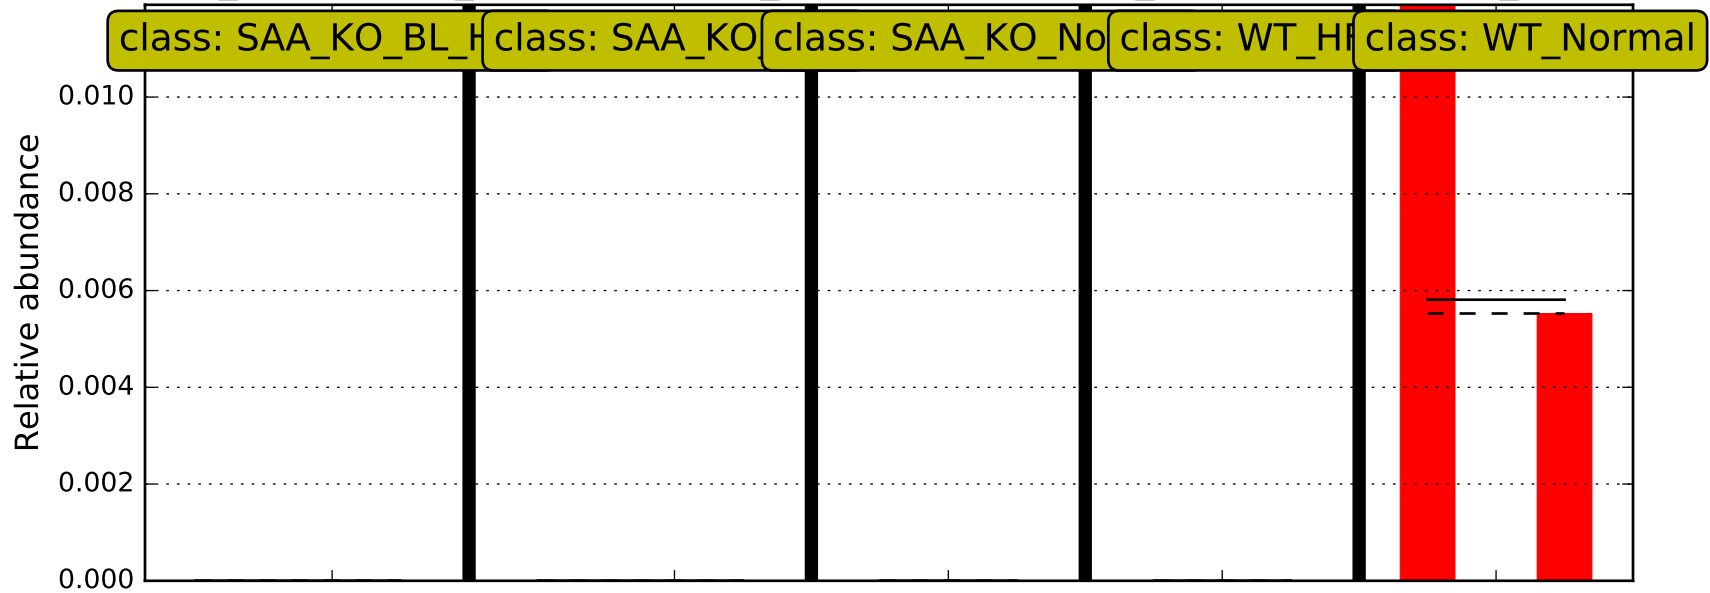 class: SAA_KO_BL_H
class: SAA_KO_
class: SAA_KO_No
class: WT_HF
class: WT_Normal
0.010
0.008
0.006
0.004
0.002
0.000
Relative abundance